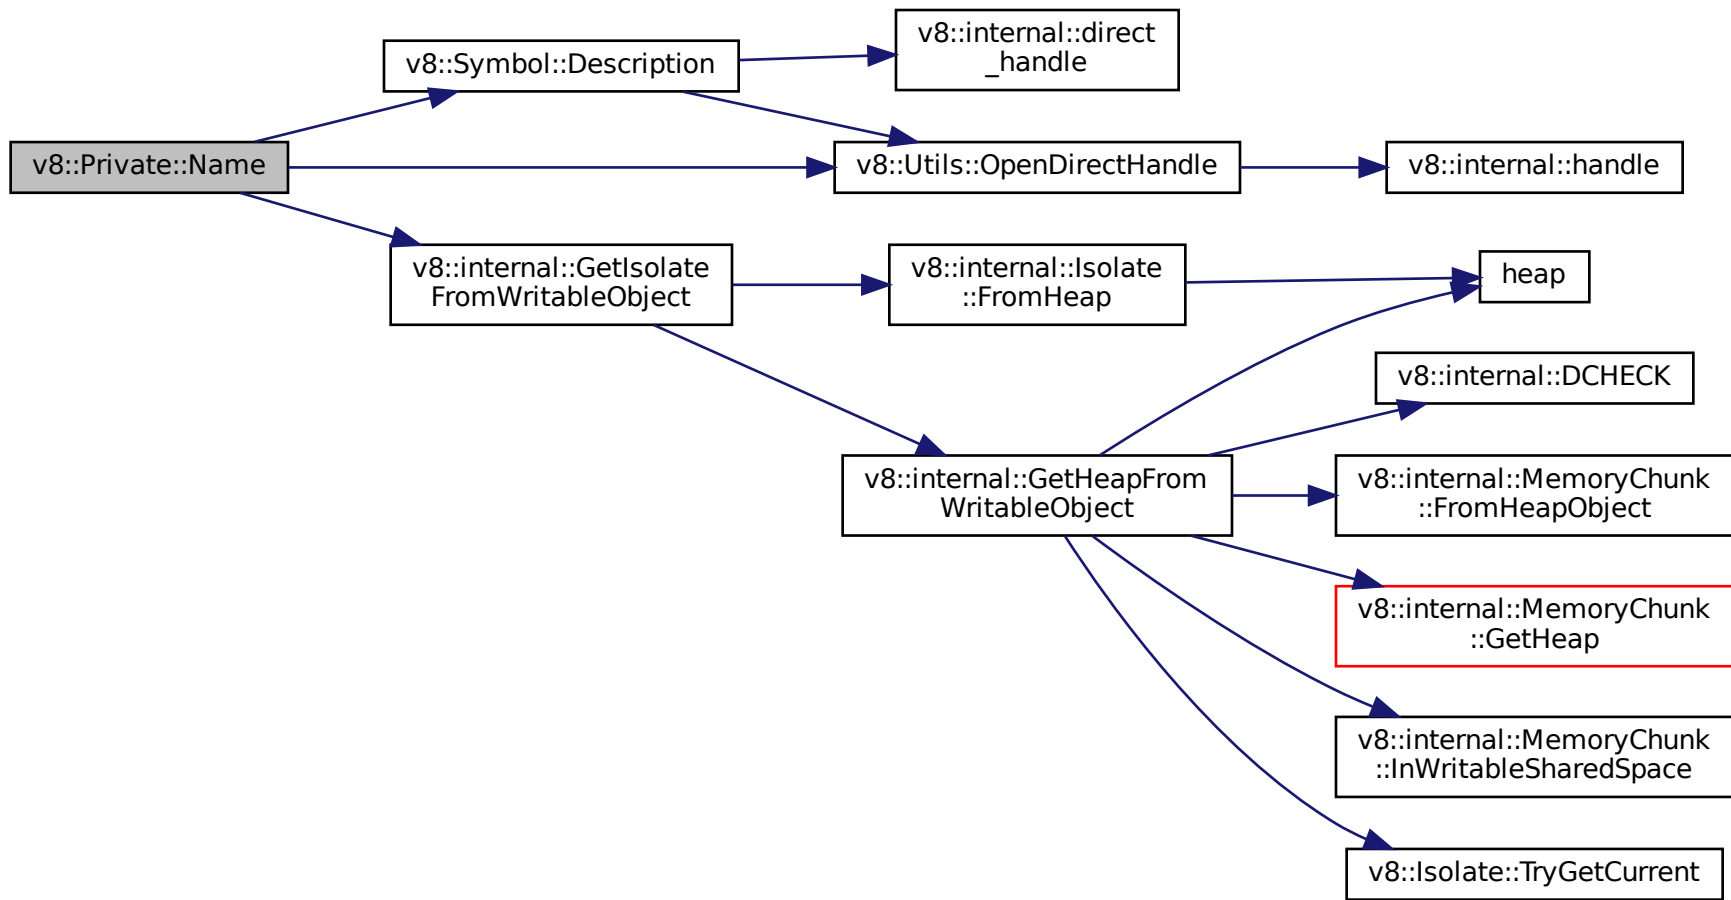 v8::Private::Name
v8::Symbol::Description
v8::internal::direct
_handle
v8::Utils::OpenDirectHandle
v8::internal::handle
v8::internal::GetIsolate
FromWritableObject
v8::internal::Isolate
::FromHeap
heap
v8::internal::GetHeapFrom
WritableObject
v8::internal::DCHECK
v8::internal::MemoryChunk
::FromHeapObject
v8::internal::MemoryChunk
::GetHeap
v8::internal::MemoryChunk
::InWritableSharedSpace
v8::Isolate::TryGetCurrent